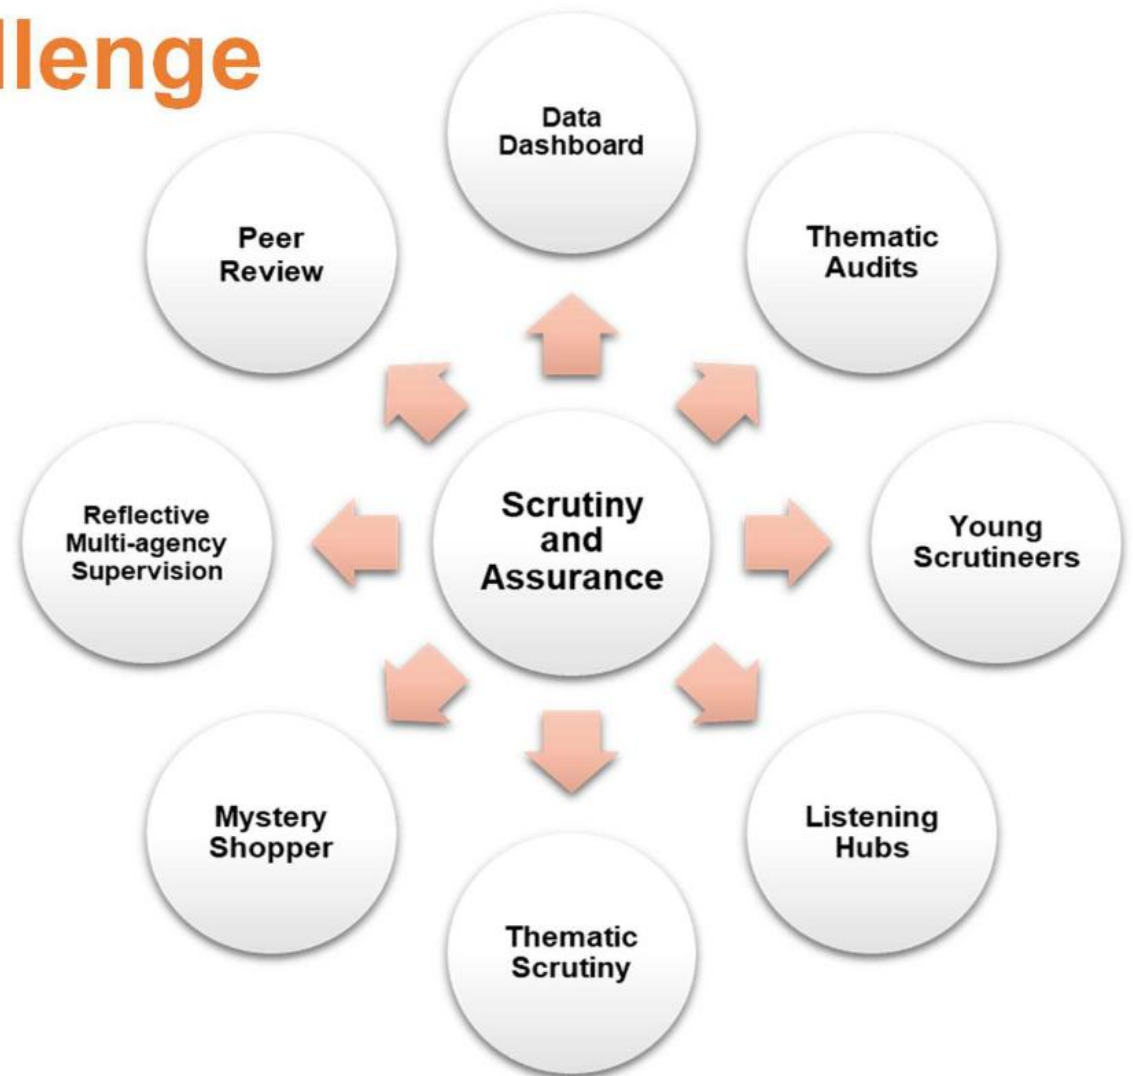 llenge
Data
Dashboard
Peer
Review
Thematic
Audits
Scrutiny
and
Assurance
Reflective
Multi-agency
Supervision
Young
Scrutineers
Mystery
Shopper
Listening
Hubs
Thematic
Scrutiny